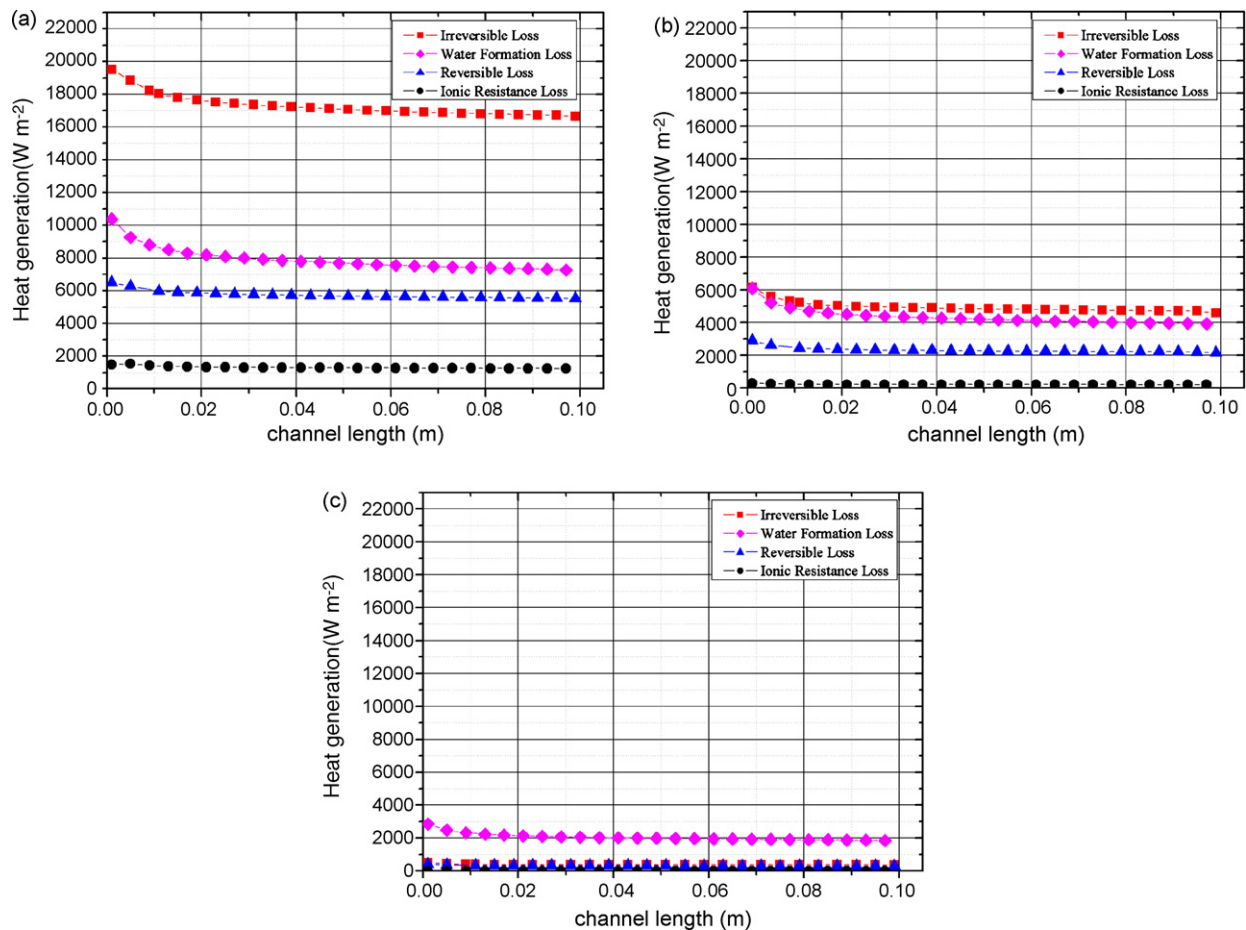 (a)
Irreversible Loss
Water Formation Loss
Reversible Loss
Ionic Resistance Loss
22000
20000
18000
16000
14000
12000
10000
8000
6000
4000
2000
0
Heat generation(W m-2)
0.00 0.02 0.04 0.06 0.08 0.10
channel length (m)
(b)
Irreversible Loss
Water Formation Loss
Reversible Loss
Ionic Resistance Loss
22000
20000
18000
16000
14000
12000
10000
8000
6000
4000
2000
0
Heat generation(W m-2)
0.00 0.02 0.04 0.06 0.08 0.10
channel length (m)
(c)
Irreversible Loss
Water Formation Loss
Reversible Loss
Ionic Resistance Loss
22000
20000
18000
16000
14000
12000
10000
8000
6000
4000
2000
0
Heat generation(W m-2)
0.00 0.02 0.04 0.06 0.08 0.10
channel length (m)